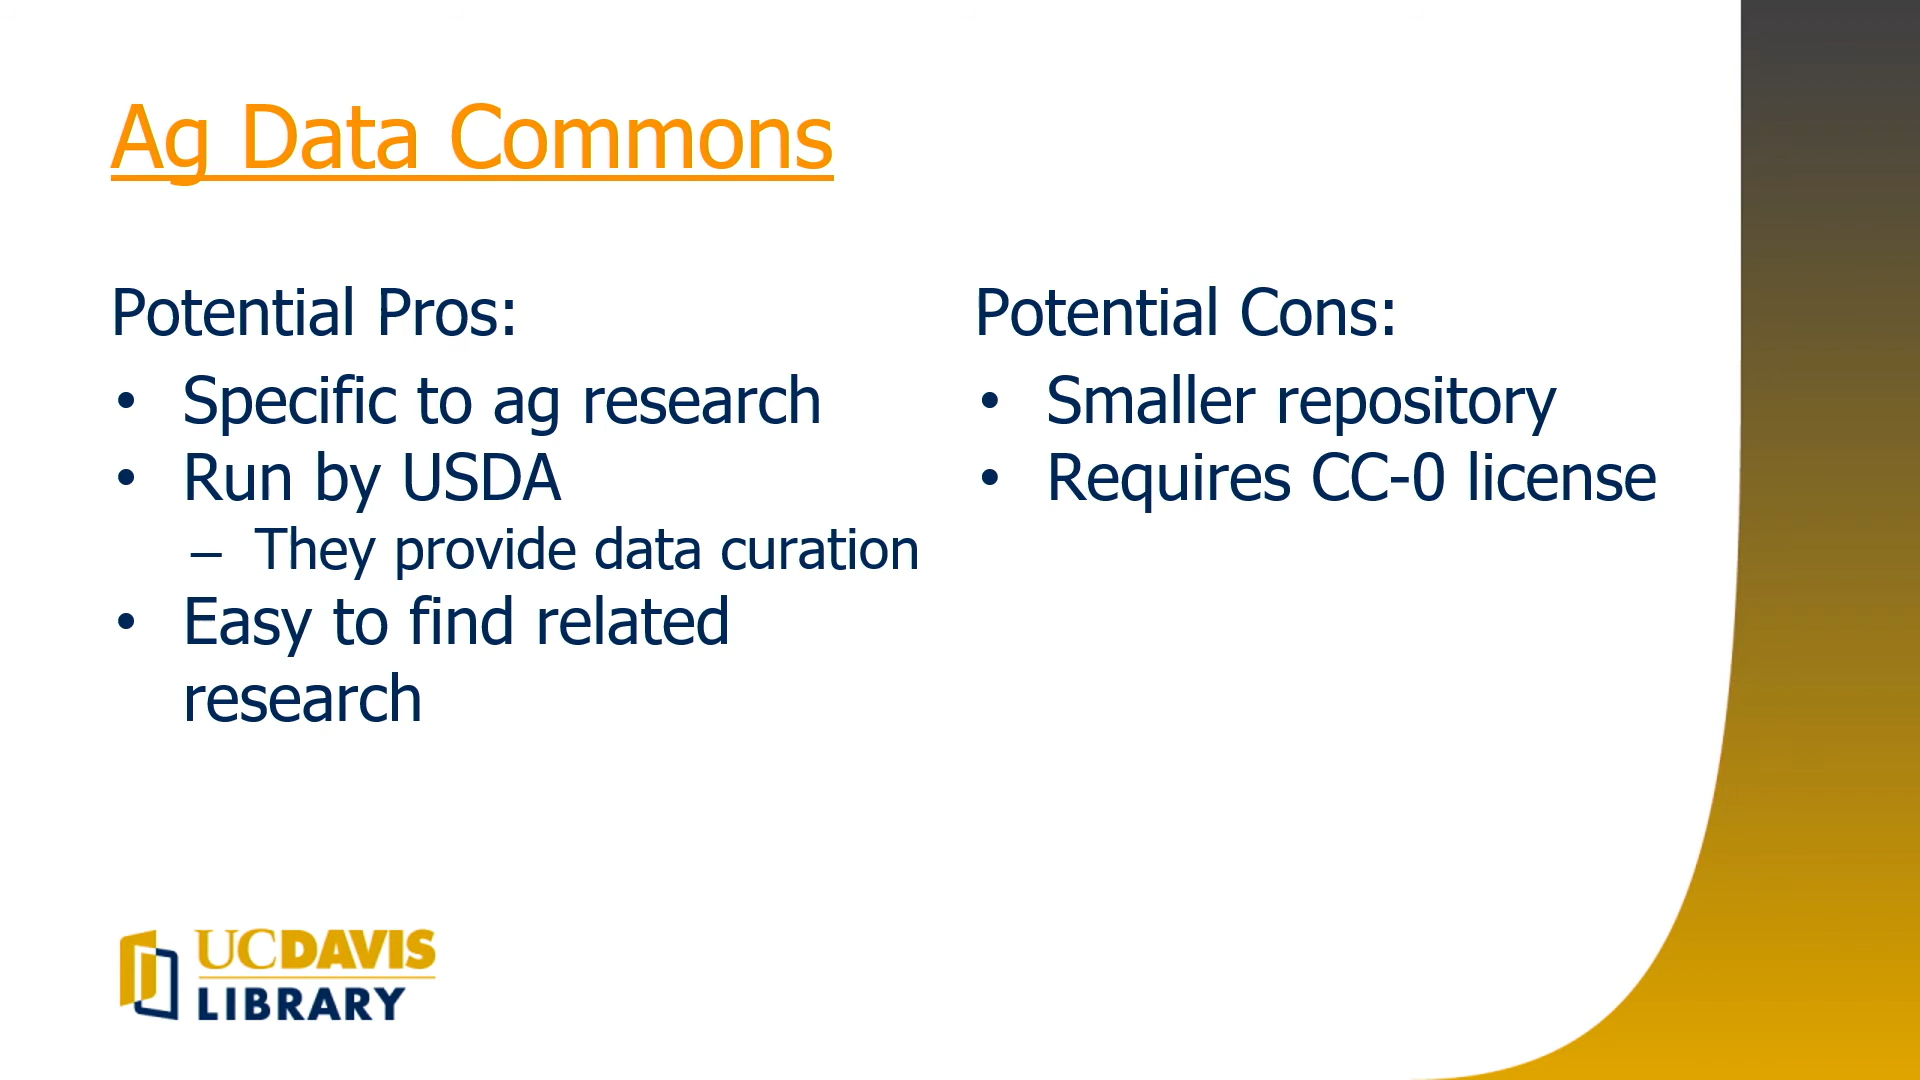 Ag Data Commons
Potential Pros:
• Specific to ag research
• Run by USDA
– They provide data curation
• Easy to find related
research
Potential Cons:
• Smaller repository
• Requires CC-0 license
UCDAVIS
LIBRARY